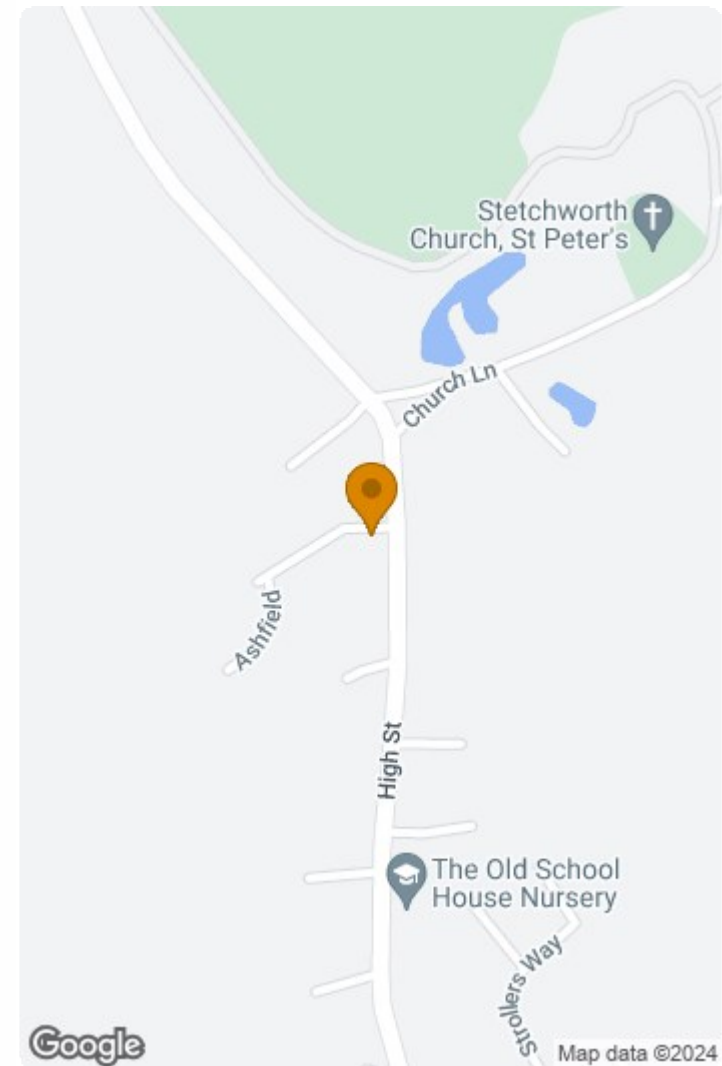 Stetchworth
Church, St Peter's
Church Ln
Ashfield
High St
The Old School
House Nursery
Strollers Way
Google
Map data ©2024